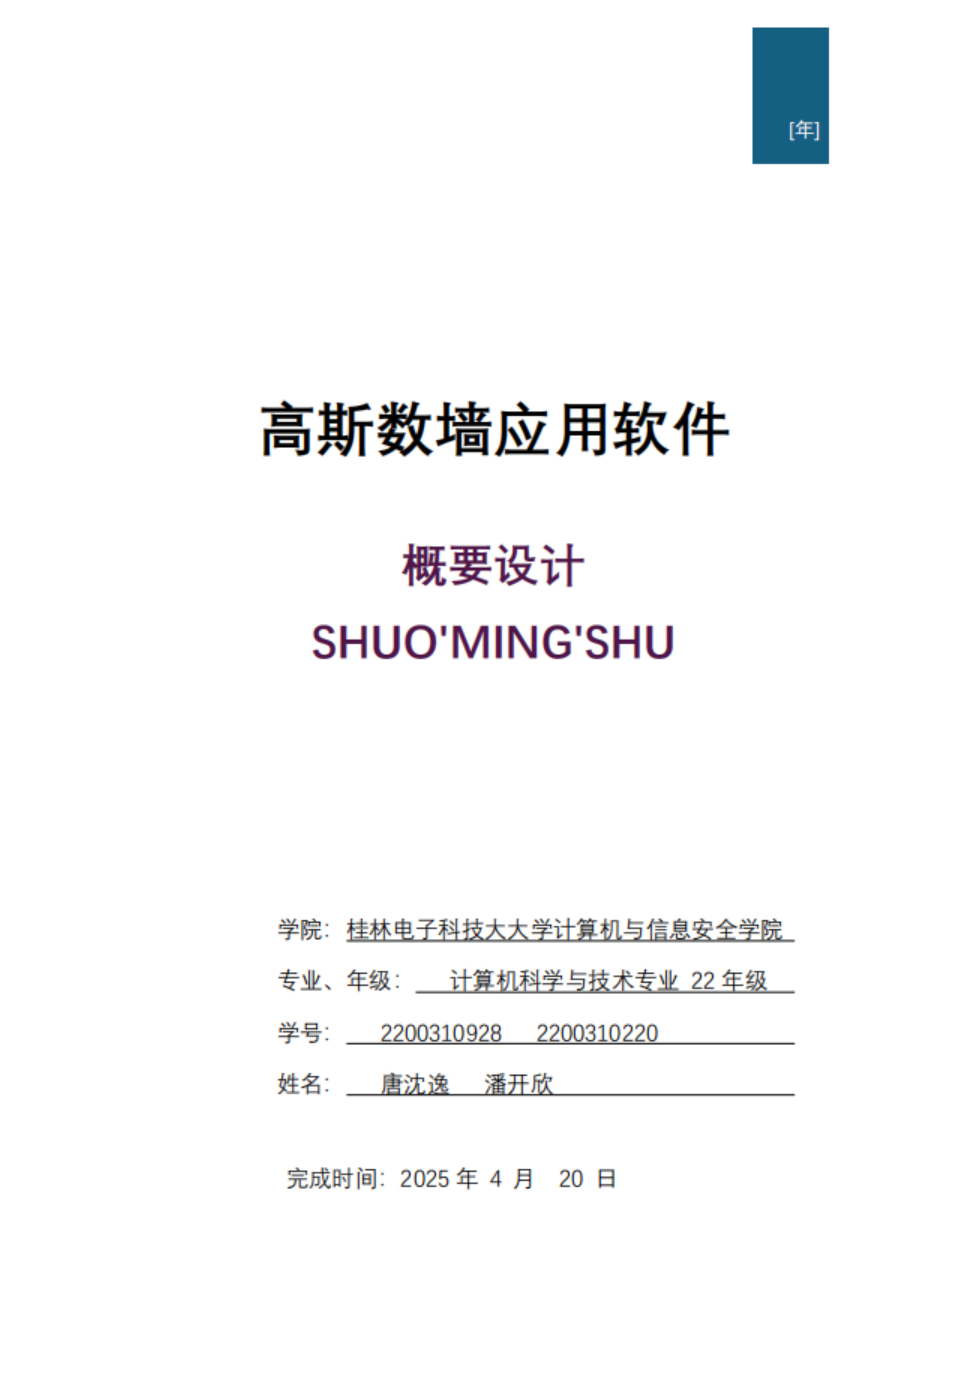 [年]
高斯数墙应用软件
概要设计
SHUO'MING'SHU
学院：桂林电子科技大大学计算机与信息安全学院
专业、年级： 计算机科学与技术专业 22 年级
学号： 2200310928 2200310220
姓名： 唐沈逸 潘开欣
完成时间：2025 年 4 月 20 日